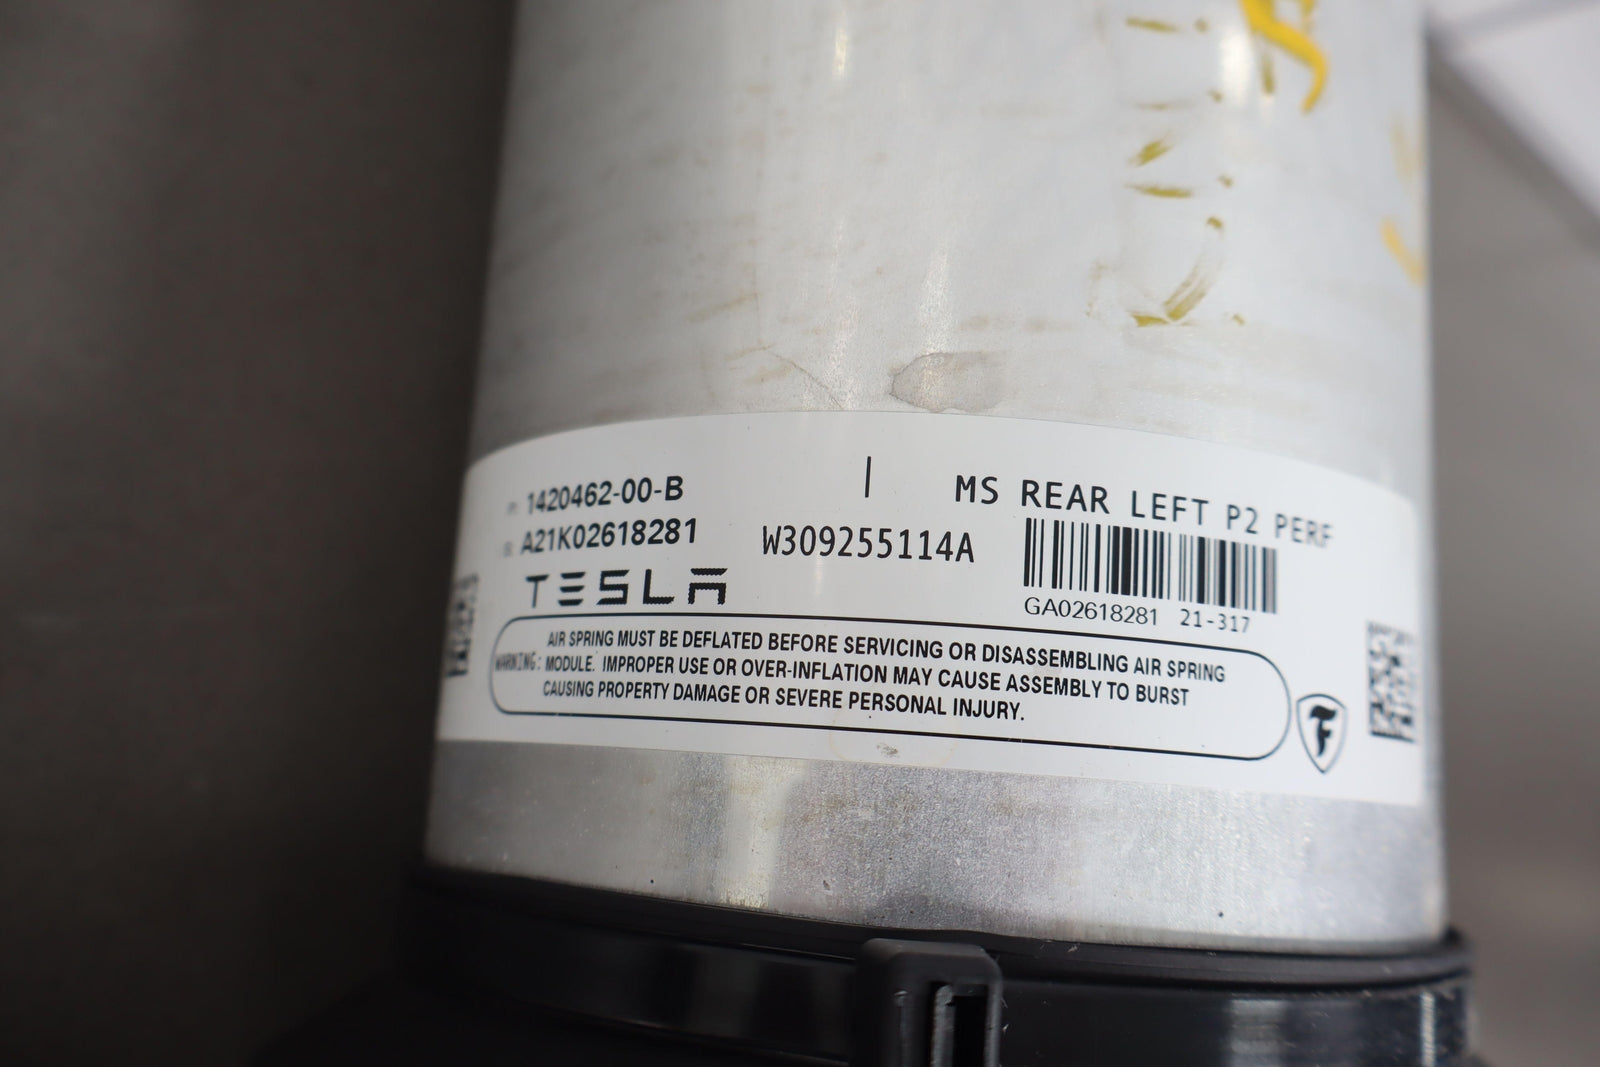 P: 1420462-00-B
S: A21K02618281
TESLA
W309255114A
MS REAR LEFT P2 PERF
GA02618281 21-317
WARNING: AIR SPRING MUST BE DEFLATED BEFORE SERVICING OR DISASSEMBLING AIR SPRING
MODULE. IMPROPER USE OR OVER-INFLATION MAY CAUSE ASSEMBLY TO BURST
CAUSING PROPERTY DAMAGE OR SEVERE PERSONAL INJURY.
F